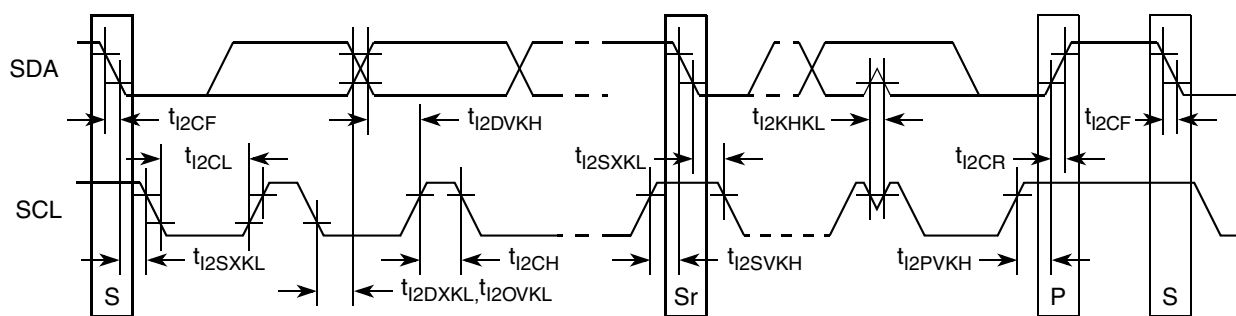 SDA
tI2CF
tI2DVKH
tI2KHKL
tI2CF
tI2CL
tI2SXKL
tI2CR
SCL
tI2SXKL
tI2CH
tI2SVKH
tI2PVKH
tI2DXKL,tI2OVKL
S
Sr
P
S